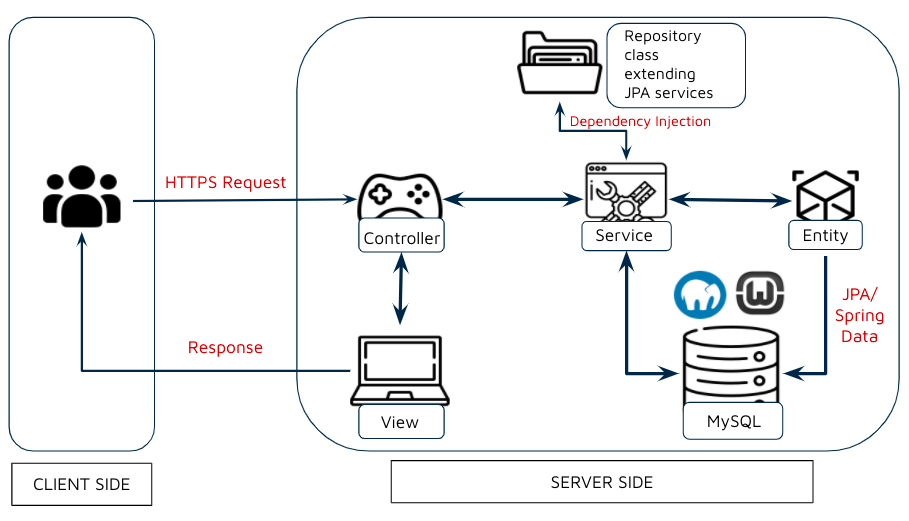 Repository
class
extending
JPA services
Dependency Injection
HTTPS Request
Controller
Service
Entity
JPA/
Spring
Data
Response
View
MySQL
CLIENT SIDE
SERVER SIDE